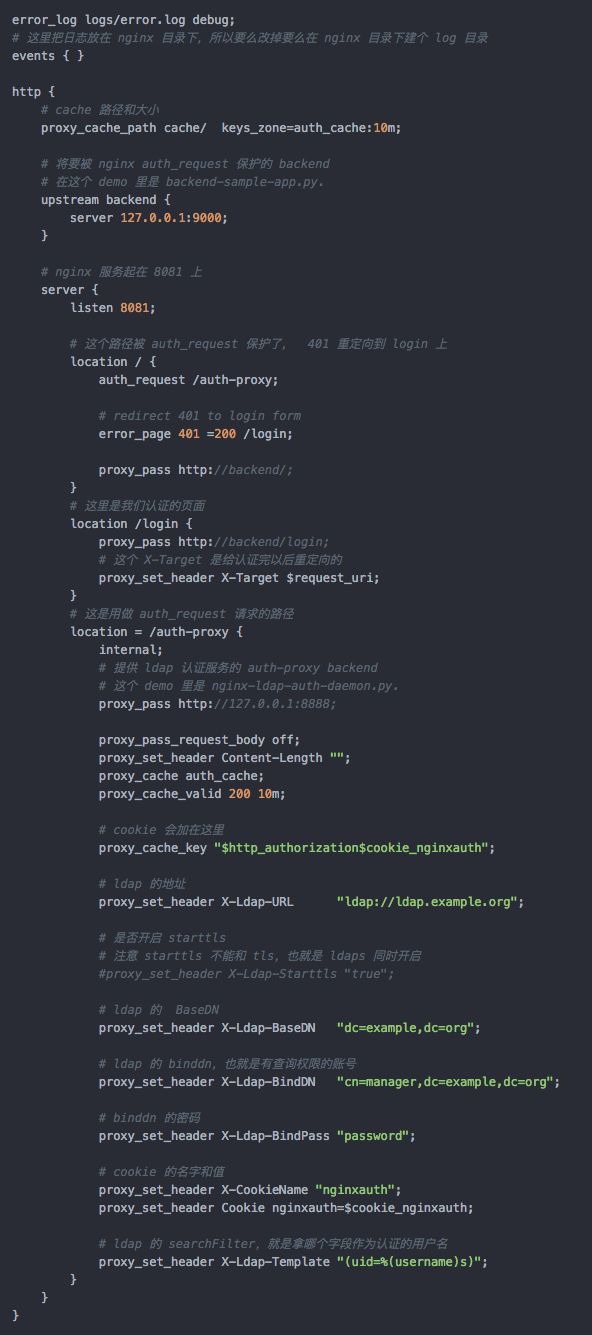 error_log logs/error.log debug;
# 这里把日志放在 nginx 目录下，所以要么改掉要么在 nginx 目录下建个 log 目录
events { }

http {
    # cache 路径和大小
    proxy_cache_path cache/  keys_zone=auth_cache:10m;

    # 将要被 nginx auth_request 保护的 backend
    # 在这个 demo 里是 backend-sample-app.py.
    upstream backend {
        server 127.0.0.1:9000;
    }

    # nginx 服务起在 8081 上
    server {
        listen 8081;

        # 这个路径被 auth_request 保护了，  401 重定向到 login 上
        location / {
            auth_request /auth-proxy;

            # redirect 401 to login form
            error_page 401 =200 /login;

            proxy_pass http://backend/;
        }
        # 这里是我们认证的页面
        location /login {
            proxy_pass http://backend/login;
            # 这个 X-Target 是给认证完以后重定向的
            proxy_set_header X-Target $request_uri;
        }
        # 这是用做 auth_request 请求的路径
        location = /auth-proxy {
            internal;
            # 提供 ldap 认证服务的 auth-proxy backend
            # 这个 demo 里是 nginx-ldap-auth-daemon.py.
            proxy_pass http://127.0.0.1:8888;

            proxy_pass_request_body off;
            proxy_set_header Content-Length "";
            proxy_cache auth_cache;
            proxy_cache_valid 200 10m;

            # cookie 会加在这里
            proxy_cache_key "$http_authorization$cookie_nginxauth";

            # ldap 的地址
            proxy_set_header X-Ldap-URL      "ldap://ldap.example.org";

            # 是否开启 starttls
            # 注意 starttls 不能和 tls，也就是 ldaps 同时开启
            #proxy_set_header X-Ldap-Starttls "true";

            # ldap 的  BaseDN
            proxy_set_header X-Ldap-BaseDN   "dc=example,dc=org";

            # ldap 的 binddn，也就是有查询权限的账号
            proxy_set_header X-Ldap-BindDN   "cn=manager,dc=example,dc=org";

            # binddn 的密码
            proxy_set_header X-Ldap-BindPass "password";

            # cookie 的名字和值
            proxy_set_header X-CookieName "nginxauth";
            proxy_set_header Cookie nginxauth=$cookie_nginxauth;

            # ldap 的 searchFilter，就是拿哪个字段作为认证的用户名
            proxy_set_header X-Ldap-Template "(uid=%(username)s)";
        }
    }
}